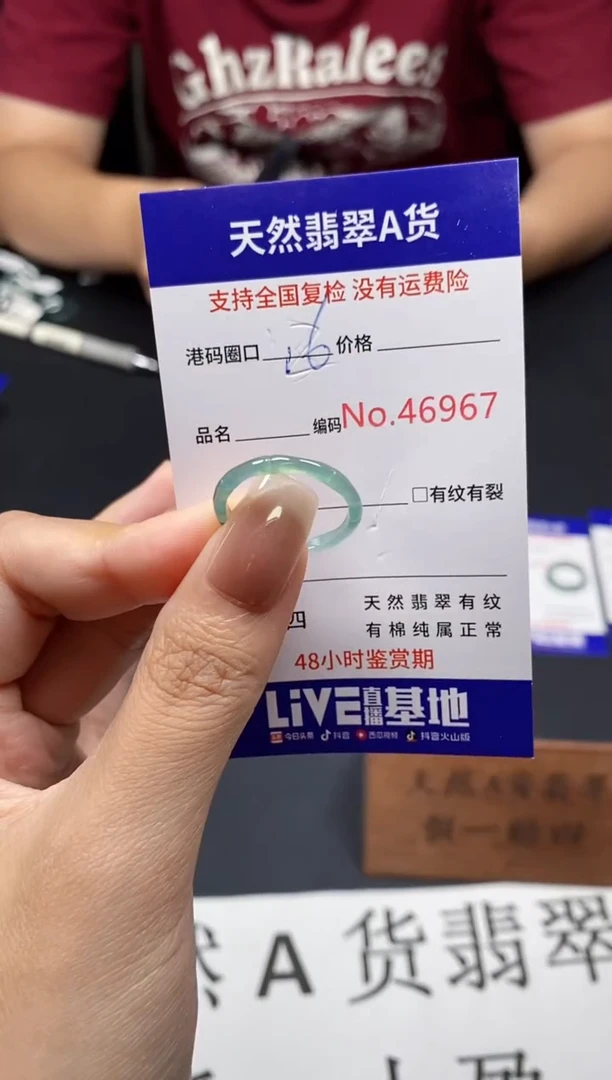 GhzRalees
天然翡翠A货
支持全国复检 没有运费险
港码圈口 16 价格
品名 编码No.46967
□有纹有裂
四 天然翡翠有纹
有棉纯属正常
48小时鉴赏期
LiVE直播基地
今日头条 抖音 西瓜视频 抖音火山版
A货翡翠